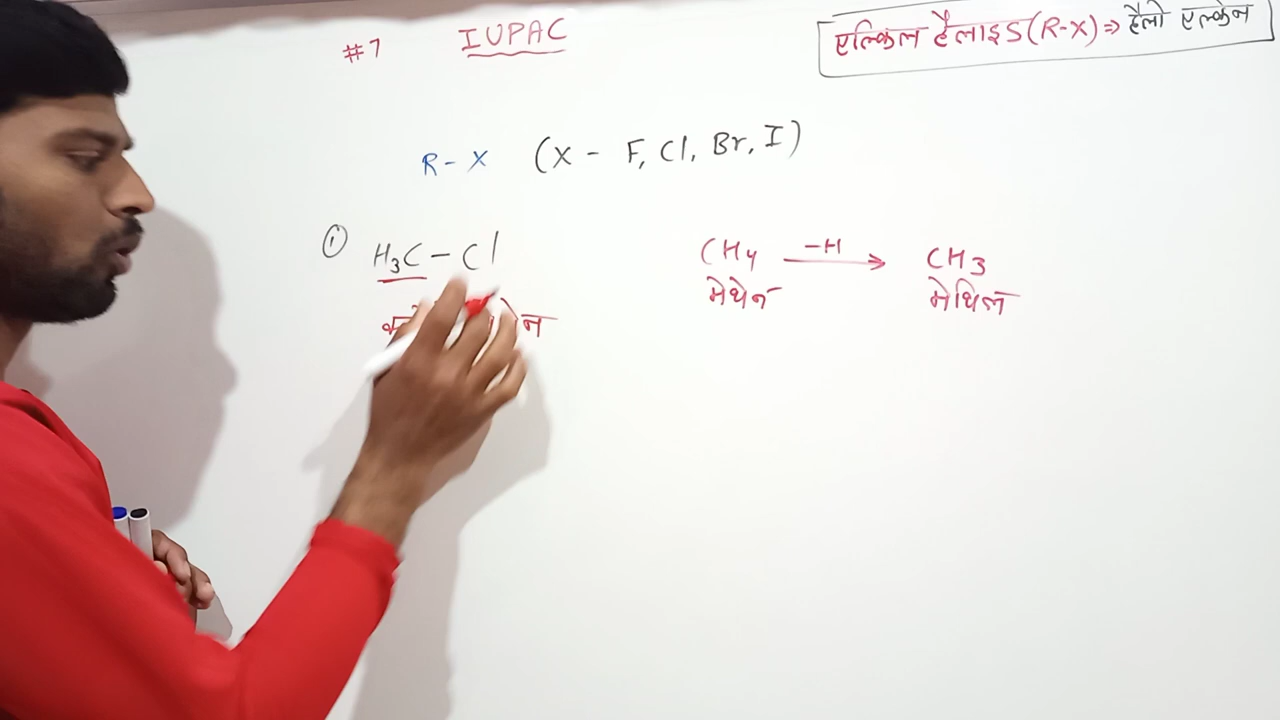 #7 IUPAC
एल्किल हैलाइड (R-X) ⇒ हैलो एल्केन
R - X (X - F, Cl, Br, I)
① H₃C - Cl
CH₄ —-H→ CH₃
मेथेन मेथिल